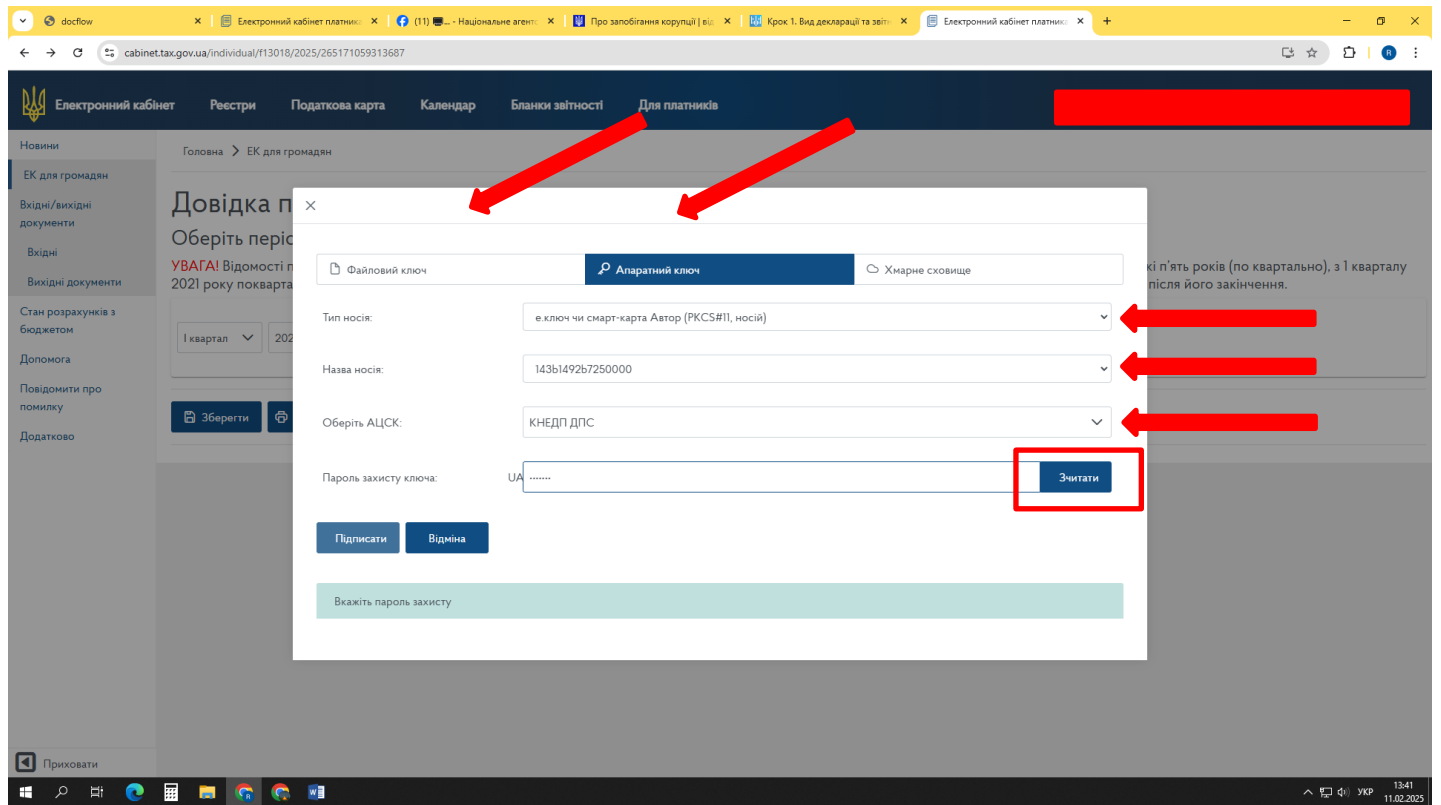 docflow
Електронний кабінет платника
(11) 💻... - Національне агентс
Про запобігання корупції | від
Крок 1. Вид декларації та звітн
Електронний кабінет платника
cabinet.tax.gov.ua/individual/f13018/2025/265171059313687
R
Електронний кабінет
Реєстри
Податкова карта
Календар
Бланки звітності
Для платників
Новини
ЕК для громадян
Вхідні/вихідні
документи
Вхідні
Вихідні документи
Стан розрахунків з
бюджетом
Допомога
Повідомити про
помилку
Додатково
Приховати
Головна > ЕК для громадян
Довідка п
Оберіть періо
УВАГА! Відомості п
кі п'ять років (по квартально), з 1 кварталу
2021 року покварта
після його закінчення.
І квартал
202
Зберегти
Файловий ключ
Апаратний ключ
Хмарне сховище
Тип носія:
е.ключ чи смарт-карта Автор (PKCS#11, носій)
Назва носія:
143b1492b7250000
Оберіть АЦСК:
КНЕДП ДПС
Пароль захисту ключа:
UA
.......
Зчитати
Підписати
Відміна
Вкажіть пароль захисту
УКР
13:41
11.02.2025